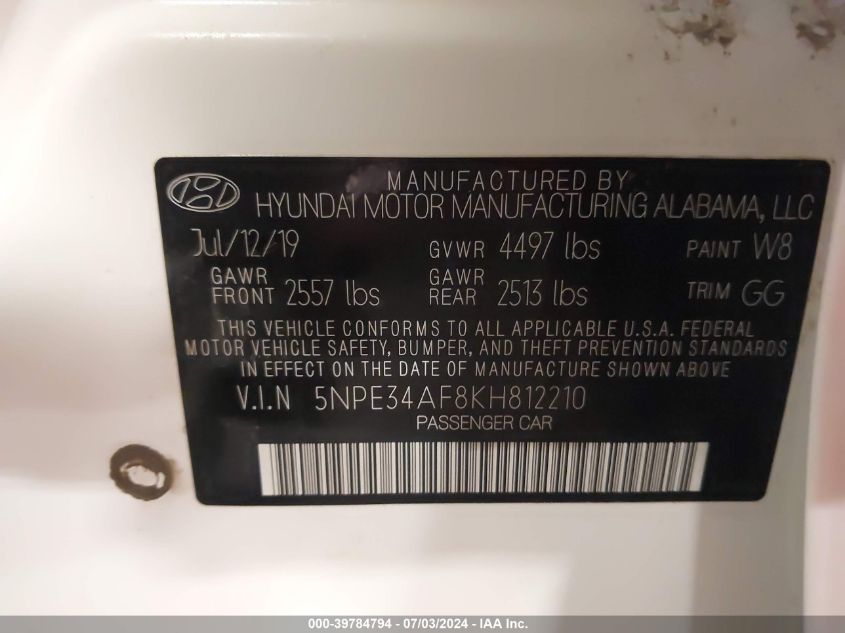 MANUFACTURED BY
HYUNDAI MOTOR MANUFACTURING ALABAMA, LLC
Jul/12/19 GVWR 4497 lbs PAINT W8
GAWR FRONT 2557 lbs GAWR REAR 2513 lbs TRIM GG
THIS VEHICLE CONFORMS TO ALL APPLICABLE U.S.A. FEDERAL
MOTOR VEHICLE SAFETY, BUMPER, AND THEFT PREVENTION STANDARDS
IN EFFECT ON THE DATE OF MANUFACTURE SHOWN ABOVE
V.I.N 5NPE34AF8KH812210
PASSENGER CAR
000-39784794 - 07/03/2024 - IAA Inc.